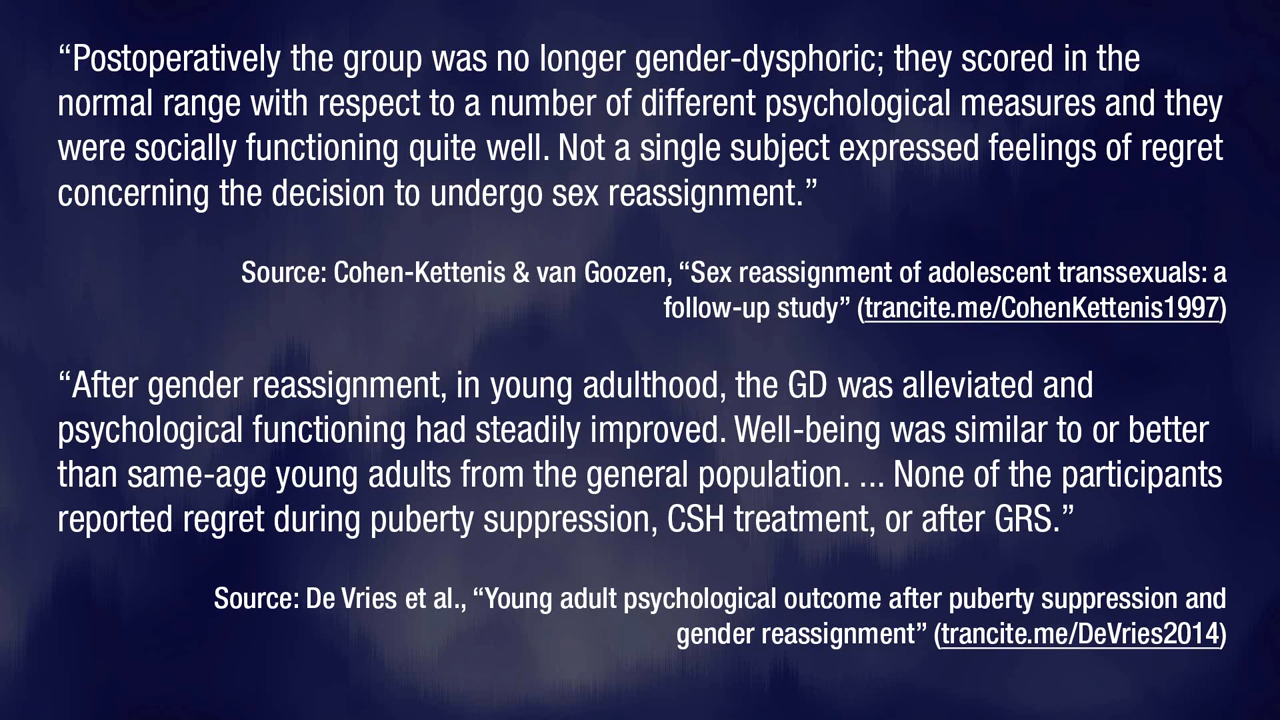 “Postoperatively the group was no longer gender-dysphoric; they scored in the
normal range with respect to a number of different psychological measures and they
were socially functioning quite well. Not a single subject expressed feelings of regret
concerning the decision to undergo sex reassignment.”
Source: Cohen-Kettenis & van Goozen, “Sex reassignment of adolescent transsexuals: a
follow-up study” (trancite.me/CohenKettenis1997)
“After gender reassignment, in young adulthood, the GD was alleviated and
psychological functioning had steadily improved. Well-being was similar to or better
than same-age young adults from the general population. ... None of the participants
reported regret during puberty suppression, CSH treatment, or after GRS.”
Source: De Vries et al., “Young adult psychological outcome after puberty suppression and
gender reassignment” (trancite.me/DeVries2014)